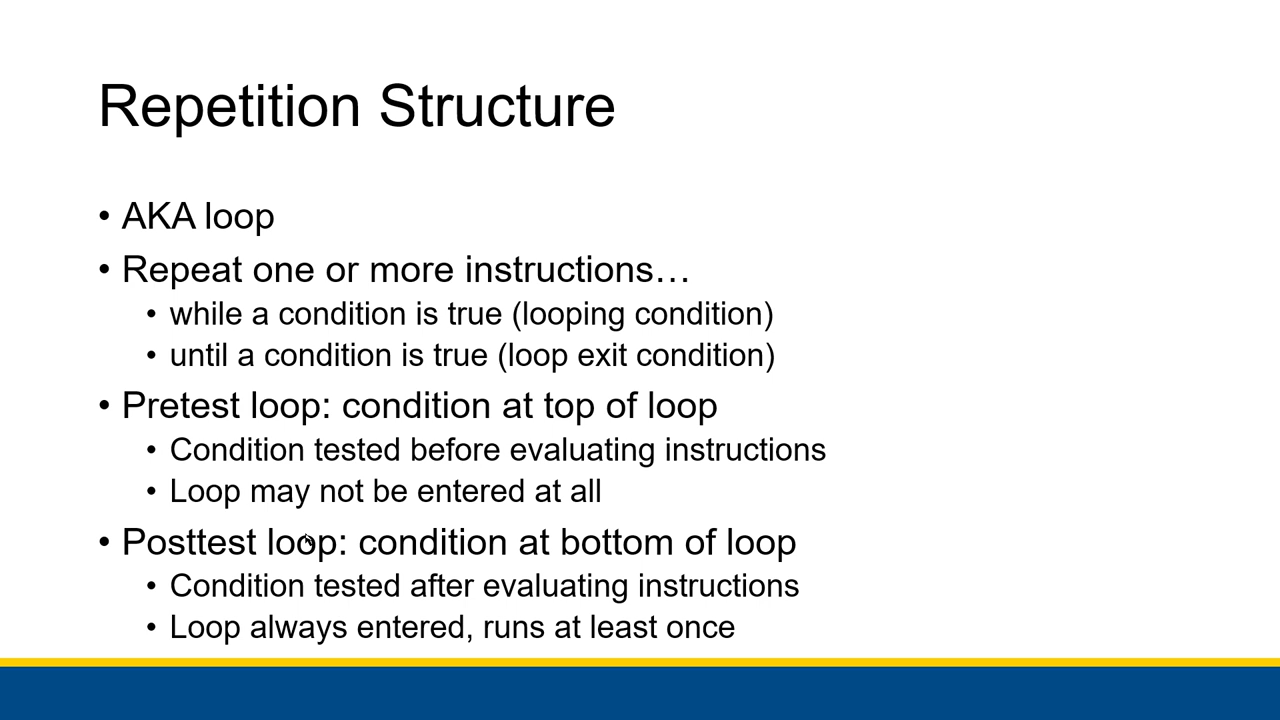 Repetition Structure
• AKA loop
• Repeat one or more instructions…
• while a condition is true (looping condition)
• until a condition is true (loop exit condition)
• Pretest loop: condition at top of loop
• Condition tested before evaluating instructions
• Loop may not be entered at all
• Posttest loop: condition at bottom of loop
• Condition tested after evaluating instructions
• Loop always entered, runs at least once